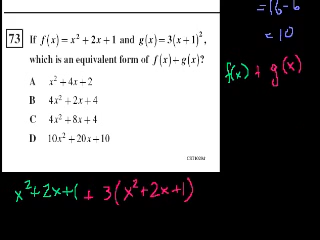 = 16-6
= 10
73 If f(x) = x² + 2x + 1 and g(x) = 3(x + 1)²,
which is an equivalent form of f(x) + g(x)?
A x² + 4x + 2
B 4x² + 2x + 4
C 4x² + 8x + 4
D 10x² + 20x + 10
f(x) + g(x)
x²+2x+1 + 3(x²+2x+1)